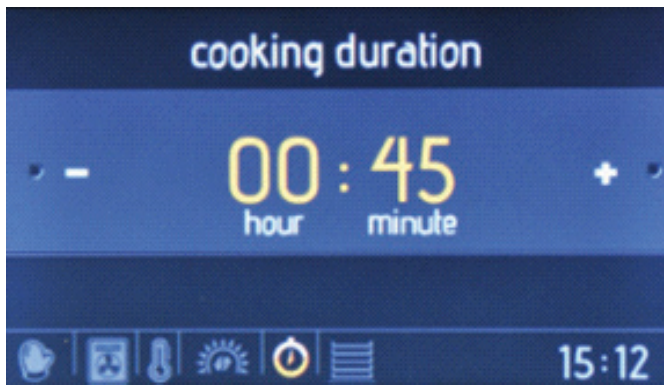 cooking duration
- 00 : 45 +
hour minute
15:12